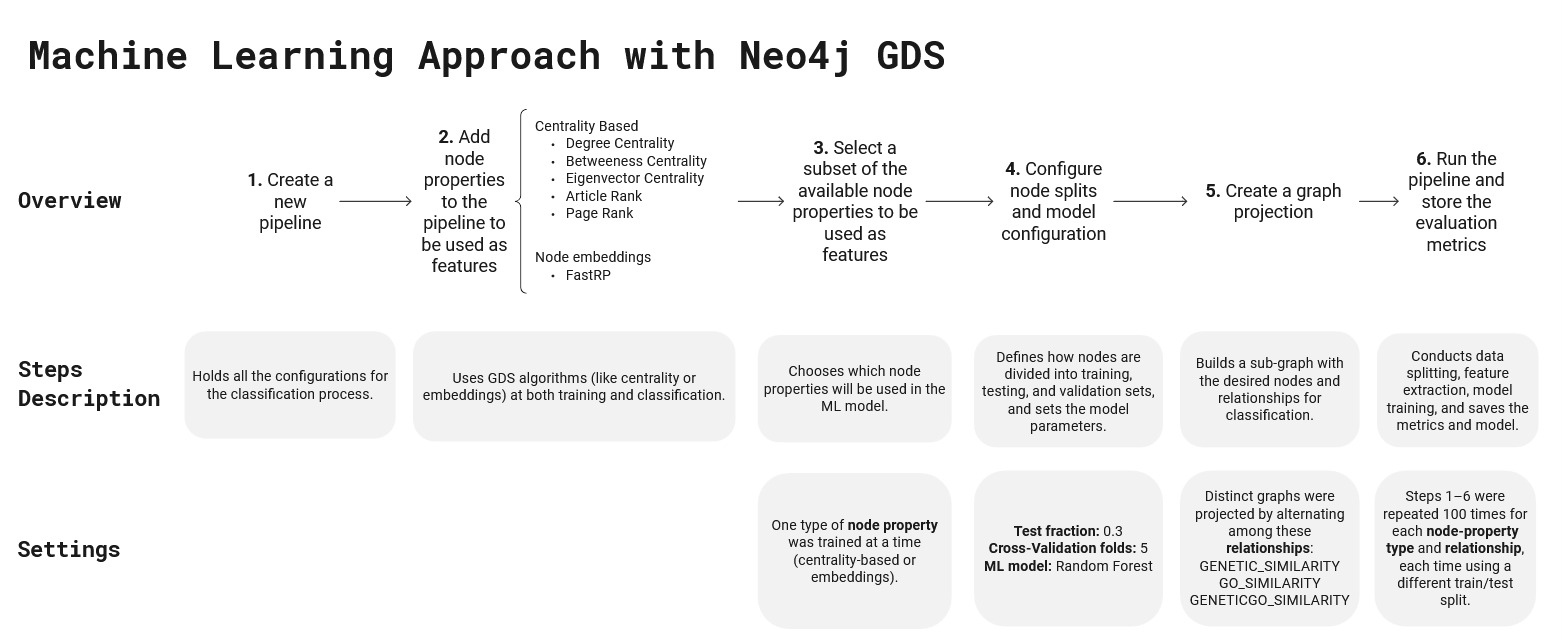 Machine Learning Approach with Neo4j GDS
Overview
1. Create a
new
pipeline
2. Add
node
properties
to the
pipeline to
be used as
features
Centrality Based
• Degree Centrality
• Betweeness Centrality
• Eigenvector Centrality
• Article Rank
• Page Rank
Node embeddings
• FastRP
3. Select a
subset of the
available node
properties to be
used as
features
4. Configure
node splits
and model
configuration
5. Create a graph
projection
6. Run the
pipeline and
store the
evaluation
metrics
Steps
Description
Holds all the configurations for
the classification process.
Uses GDS algorithms (like centrality or
embeddings) at both training and classification.
Chooses which node
properties will be used in the
ML model.
Defines how nodes are
divided into training,
testing, and validation sets,
and sets the model
parameters.
Builds a sub-graph with
the desired nodes and
relationships for
classification.
Conducts data
splitting, feature
extraction, model
training, and saves the
metrics and model.
Settings
One type of node property
was trained at a time
(centrality-based or
embeddings).
Test fraction: 0.3
Cross-Validation folds: 5
ML model: Random Forest
Distinct graphs were
projected by alternating
among these
relationships:
GENETIC_SIMILARITY
GO_SIMILARITY
GENETICGO_SIMILARITY
Steps 1–6 were
repeated 100 times for
each node-property
type and relationship,
each time using a
different train/test
split.